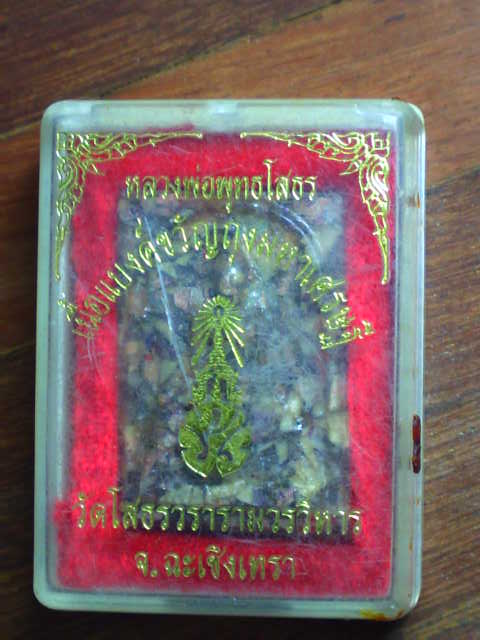 หลวงพ่อพุทธโสธร
เนื้อแบงค์ขวัญถุงมหาเศรษฐี
วัดโสธรวรารามวรวิหาร
จ.ฉะเชิงเทรา